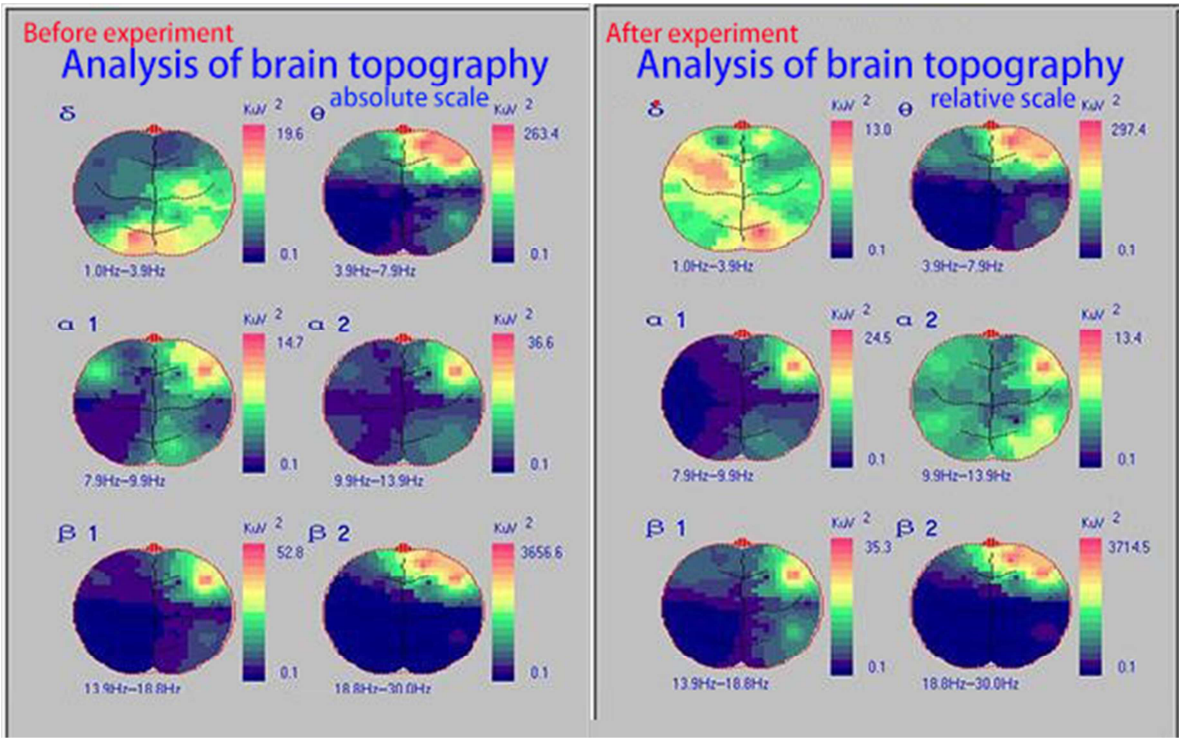 Before experiment
Analysis of brain topography
absolute scale
δ
KuV 2
19.6
0.1
1.0Hz-3.9Hz
θ
KuV 2
263.4
0.1
3.9Hz-7.9Hz
α 1
KuV 2
14.7
0.1
7.9Hz-9.9Hz
α 2
KuV 2
36.6
0.1
9.9Hz-13.9Hz
β 1
KuV 2
52.8
0.1
13.9Hz-18.8Hz
β 2
KuV 2
3656.6
0.1
18.8Hz-30.0Hz
After experiment
Analysis of brain topography
relative scale
δ
KuV 2
13.0
0.1
1.0Hz-3.9Hz
θ
KuV 2
297.4
0.1
3.9Hz-7.9Hz
α 1
KuV 2
24.5
0.1
7.9Hz-9.9Hz
α 2
KuV 2
13.4
0.1
9.9Hz-13.9Hz
β 1
KuV 2
35.3
0.1
13.9Hz-18.8Hz
β 2
KuV 2
3714.5
0.1
18.8Hz-30.0Hz